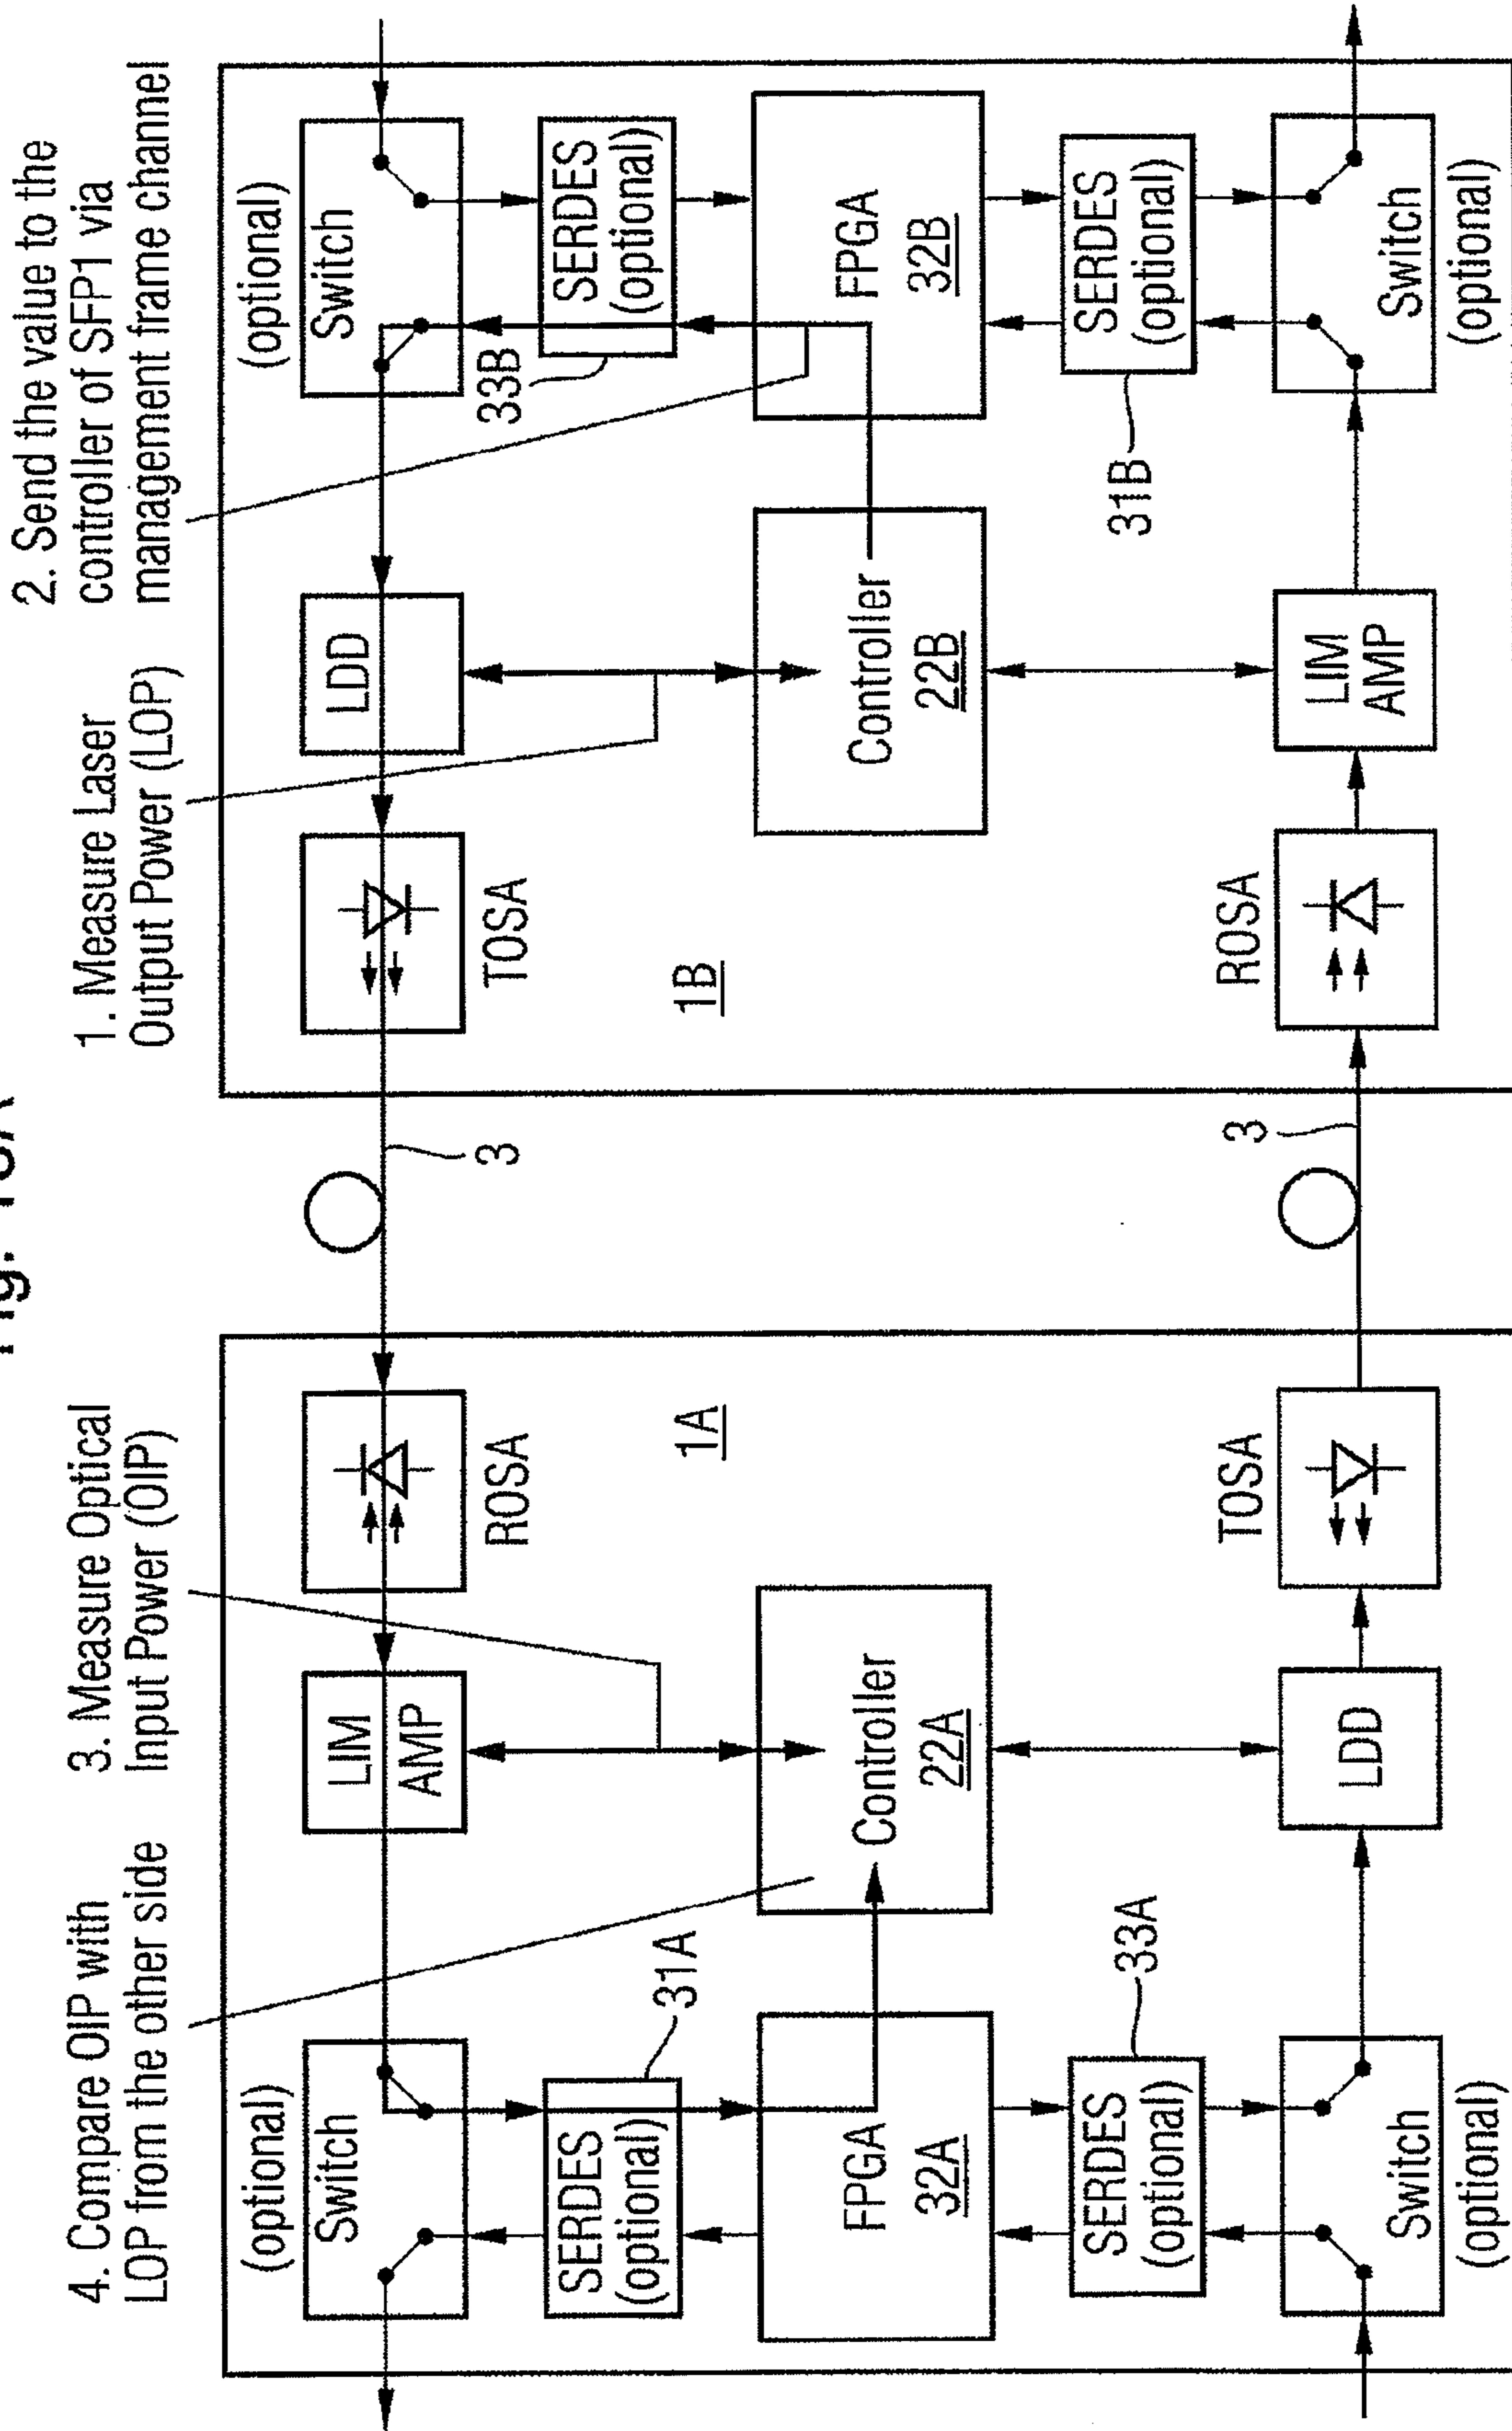 Fig.
4. Compare OIP with
LOP from the other side
3. Measure Optical
Input Power (OIP)
1. Measure Laser
Output Power (LOP)
2. Send the value to the
controller of SFP1 via
management frame channel
(optional)
Switch
LIM
AMP
ROSA
3
TOSA
LDD
(optional)
Switch
SERDES
(optional)
31A
1A
1B
33B
SERDES
(optional)
FPGA
32A
Controller
22A
Controller
22B
FPGA
32B
SERDES
(optional)
33A
31B
SERDES
(optional)
Switch
(optional)
LDD
TOSA
3
ROSA
LIM
AMP
Switch
(optional)